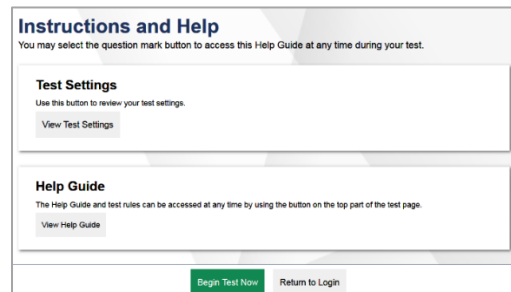 Instructions and Help
You may select the question mark button to access this Help Guide at any time during your test.
Test Settings
Use this button to review your test settings.
View Test Settings
Help Guide
The Help Guide and test rules can be accessed at any time by using the button on the top part of the test page.
View Help Guide
Begin Test Now Return to Login